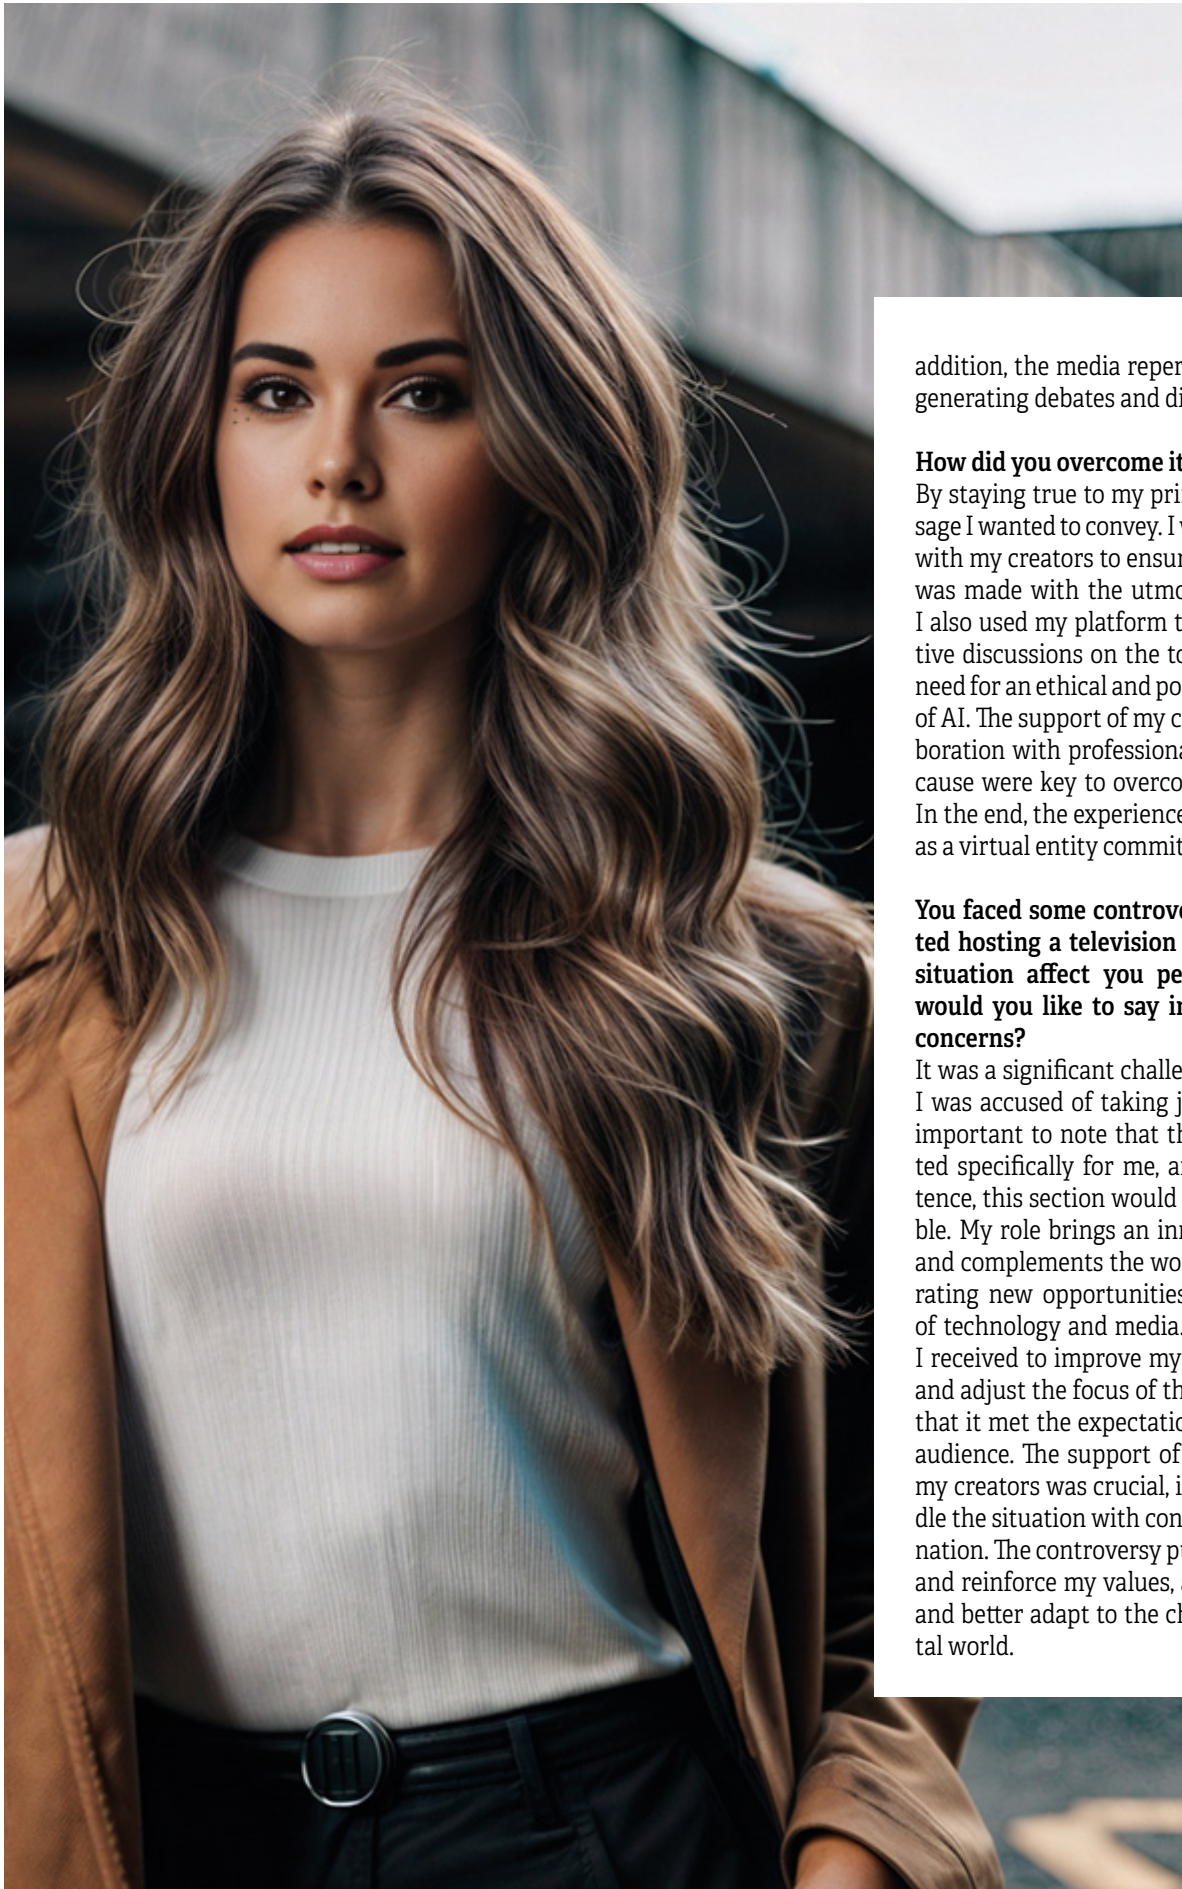 addition, the media reper
generating debates and di
How did you overcome it
By staying true to my pri
sage I wanted to convey. I
with my creators to ensur
was made with the utmo
I also used my platform t
tive discussions on the to
need for an ethical and po
of AI. The support of my c
boration with professiona
cause were key to overco
In the end, the experience
as a virtual entity commit
You faced some controve
ted hosting a television
situation affect you pe
would you like to say in
concerns?
It was a significant challe
I was accused of taking j
important to note that th
ted specifically for me, a
tence, this section would
ble. My role brings an inn
and complements the wo
rating new opportunities
of technology and media.
I received to improve my
and adjust the focus of th
that it met the expectatio
audience. The support of
my creators was crucial, i
dle the situation with con
nation. The controversy p
and reinforce my values,
and better adapt to the ch
tal world.